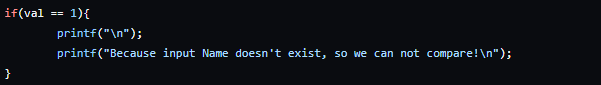 if(val == 1){
        printf("\n");
        printf("Because input Name doesn't exist, so we can not compare!\n");
}